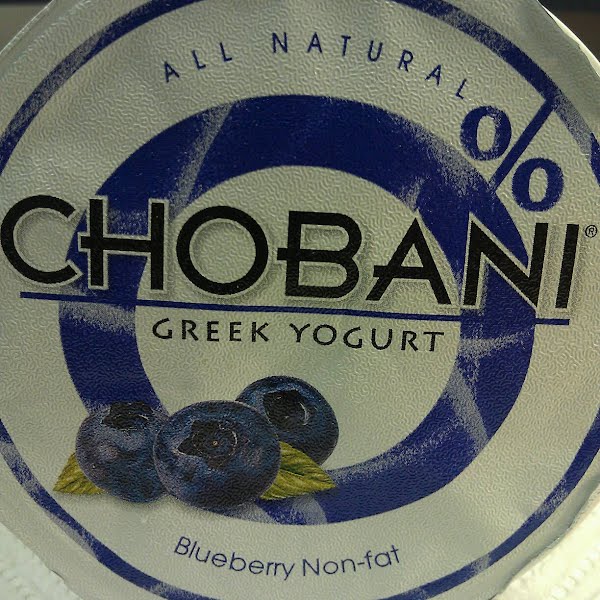 ALL NATURAL
0%
CHOBANI®
GREEK YOGURT
Blueberry Non-fat